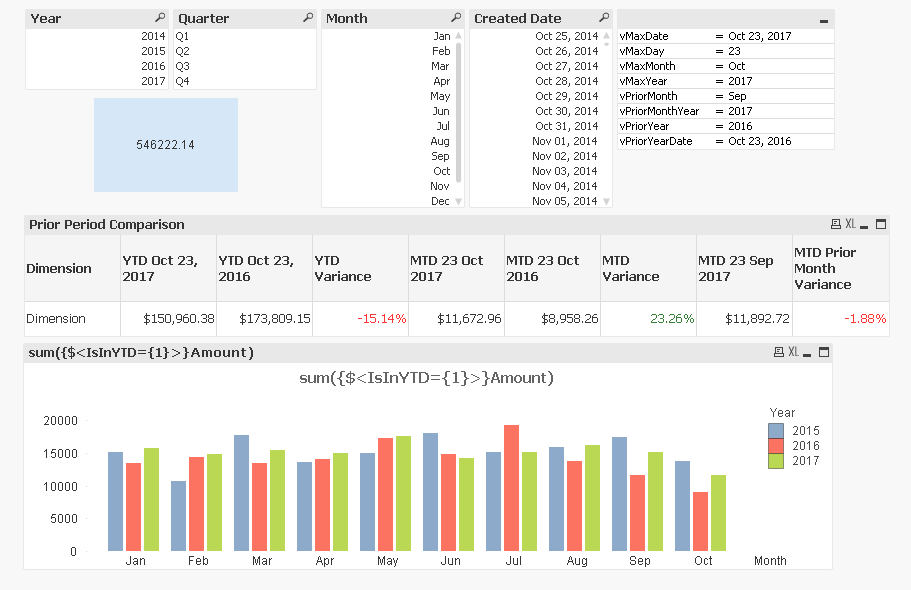 Year
2014
2015
2016
2017
Quarter
Q1
Q2
Q3
Q4
546222.14
Month
Jan
Feb
Mar
Apr
May
Jun
Jul
Aug
Sep
Oct
Nov
Dec
Created Date
Oct 25, 2014
Oct 26, 2014
Oct 27, 2014
Oct 28, 2014
Oct 29, 2014
Oct 30, 2014
Oct 31, 2014
Nov 01, 2014
Nov 02, 2014
Nov 03, 2014
Nov 04, 2014
Nov 05, 2014
vMaxDate = Oct 23, 2017
vMaxDay = 23
vMaxMonth = Oct
vMaxYear = 2017
vPriorMonth = Sep
vPriorMonthYear = 2017
vPriorYear = 2016
vPriorYearDate = Oct 23, 2016
Prior Period Comparison XL
Dimension
YTD Oct 23,
2017
YTD Oct 23,
2016
YTD
Variance
MTD 23 Oct
2017
MTD 23 Oct
2016
MTD
Variance
MTD 23 Sep
2017
MTD Prior
Month
Variance
Dimension $150,960.38 $173,809.15 -15.14% $11,672.96 $8,958.26 23.26% $11,892.72 -1.88%
sum({$<IsInYTD={1}>}Amount) XL
sum({$<IsInYTD={1}>}Amount)
20000
15000
10000
5000
0
Jan Feb Mar Apr May Jun Jul Aug Sep Oct Month
Year
2015
2016
2017